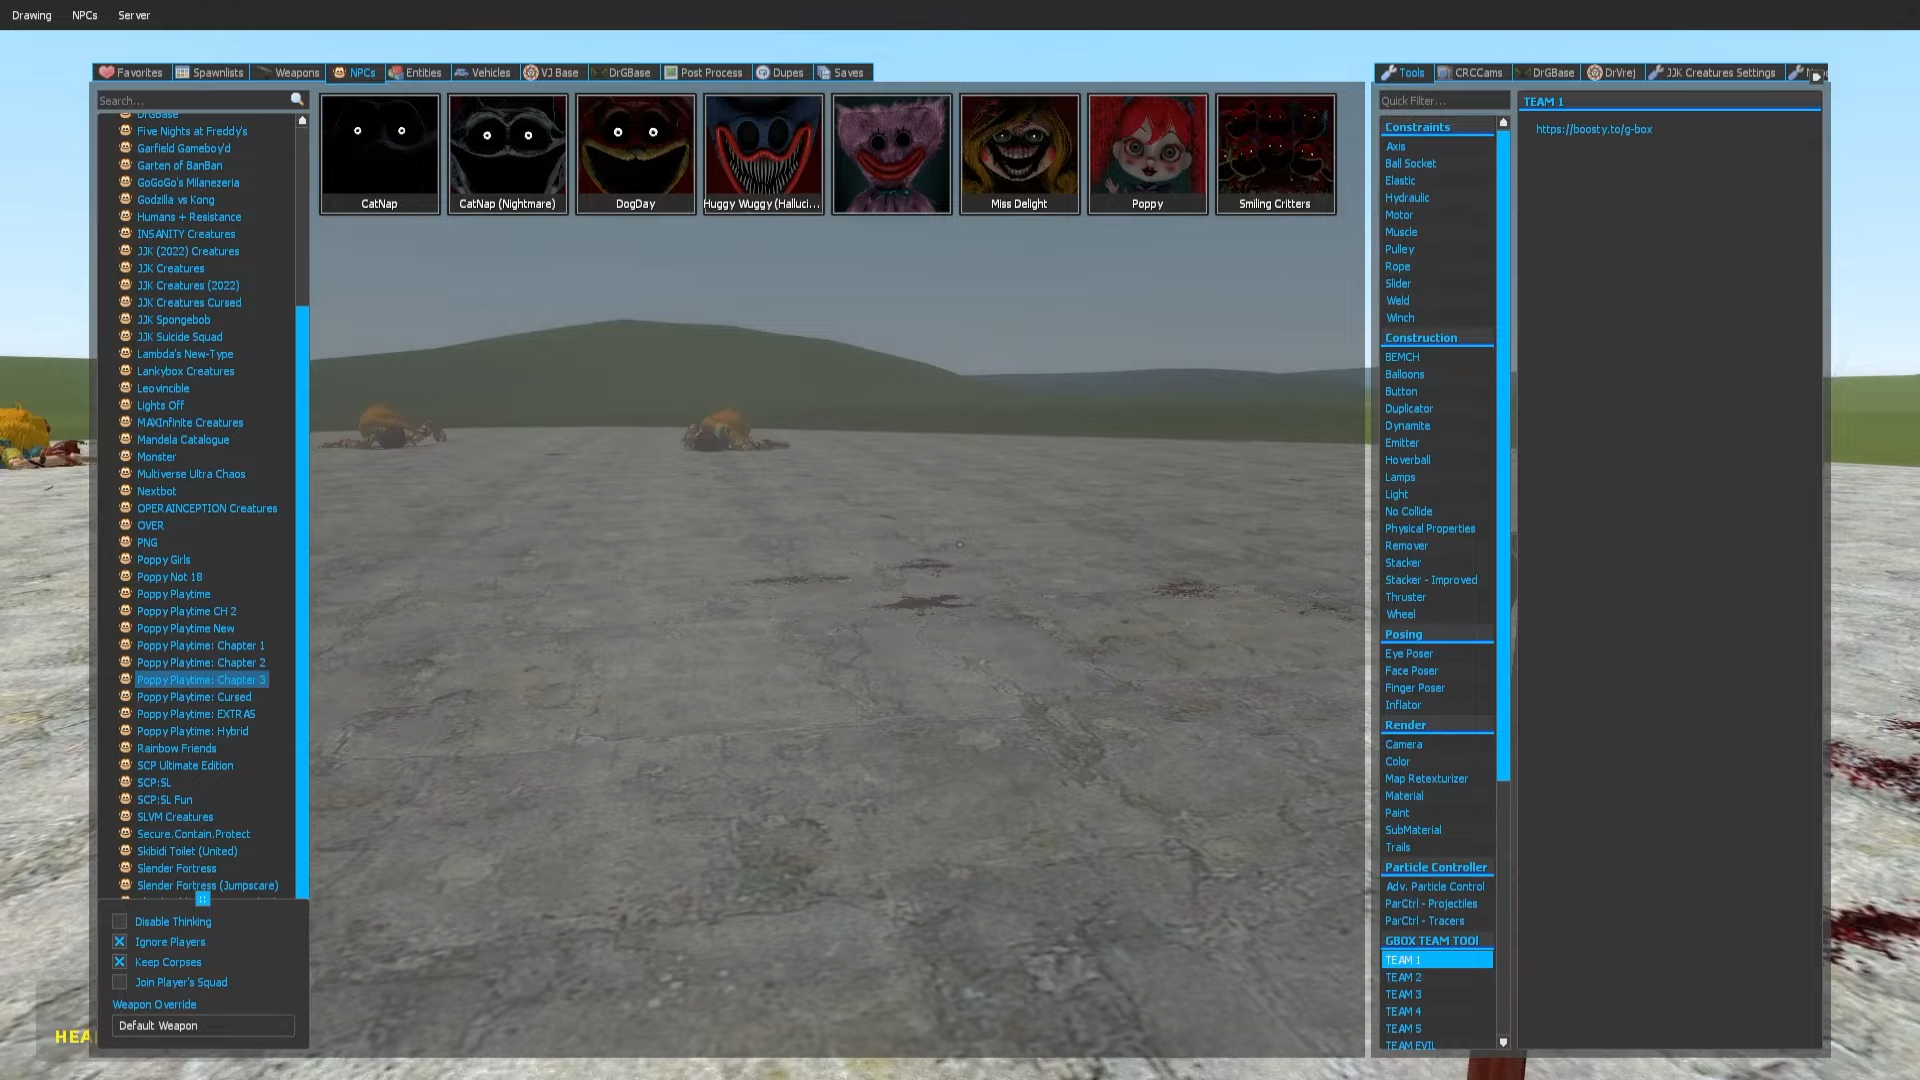 Drawing NPCs Server
Favorites Spawnlists Weapons NPCs Entities Vehicles VJ Base DrGBase Post Process Dupes Saves
Search...
DrGBase
Five Nights at Freddy's
Garfield Gameboy'd
Garten of BanBan
GoGoGo's Milanezeria
Godzilla vs Kong
Humans + Resistance
INSANITY Creatures
JJK (2022) Creatures
JJK Creatures
JJK Creatures (2022)
JJK Creatures Cursed
JJK Spongebob
JJK Suicide Squad
Lambda's New-Type
Lankybox Creatures
Leovincible
Lights Off
MAXInfinite Creatures
Mandela Catalogue
Monster
Multiverse Ultra Chaos
Nextbot
OPERAINCEPTION Creatures
OVER
PNG
Poppy Girls
Poppy Not 18
Poppy Playtime
Poppy Playtime CH 2
Poppy Playtime New
Poppy Playtime: Chapter 1
Poppy Playtime: Chapter 2
Poppy Playtime: Chapter 3
Poppy Playtime: Cursed
Poppy Playtime: EXTRAS
Poppy Playtime: Hybrid
Rainbow Friends
SCP Ultimate Edition
SCP:SL
SCP:SL Fun
SLVM Creatures
Secure.Contain.Protect
Skibidi Toilet (United)
Slender Fortress
Slender Fortress (Jumpscare)
Disable Thinking
Ignore Players
Keep Corpses
Join Player's Squad
Weapon Override
Default Weapon
HEA
CatNap
CatNap (Nightmare)
DogDay
Huggy Wuggy (Halluci...
Miss Delight
Poppy
Smiling Critters
Tools CRCCams DrGBase DrVrej JJK Creatures Settings
Quick Filter...
Constraints
Axis
Ball Socket
Elastic
Hydraulic
Motor
Muscle
Pulley
Rope
Slider
Weld
Winch
Construction
BEMCH
Balloons
Button
Duplicator
Dynamite
Emitter
Hoverball
Lamps
Light
No Collide
Physical Properties
Remover
Stacker
Stacker - Improved
Thruster
Wheel
Posing
Eye Poser
Face Poser
Finger Poser
Inflator
Render
Camera
Color
Map Retexturizer
Material
Paint
SubMaterial
Trails
Particle Controller
Adv. Particle Control
ParCtrl - Projectiles
ParCtrl - Tracers
GBOX TEAM TOOL
TEAM 1
TEAM 2
TEAM 3
TEAM 4
TEAM 5
TEAM EVIL
TEAM 1
https://boosty.to/g-box